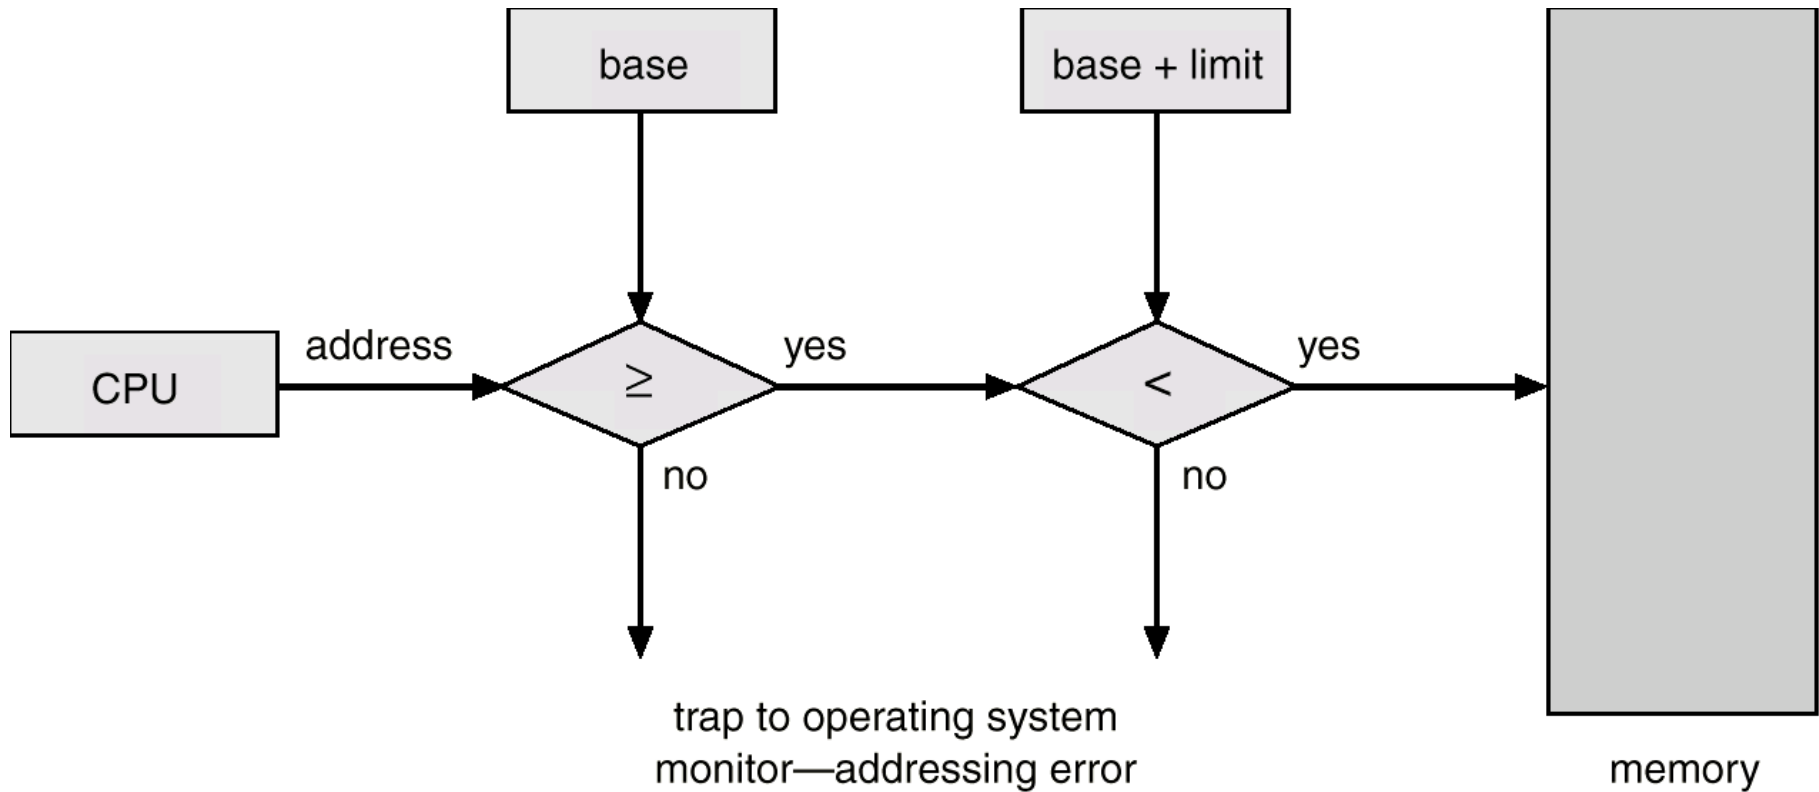 base
base + limit
address
yes
yes
CPU
≥
<
no
no
trap to operating system
monitor—addressing error
memory